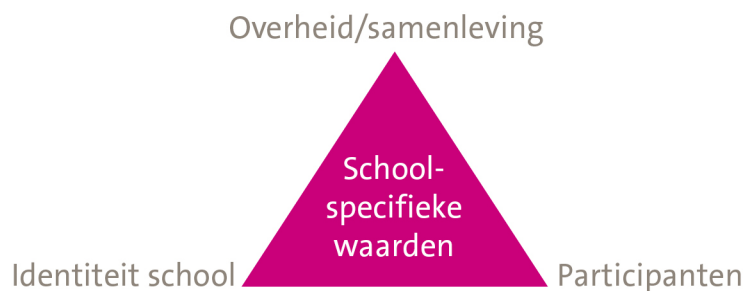 Overheid/samenleving
School-
specifieke
waarden
Identiteit school
Participanten